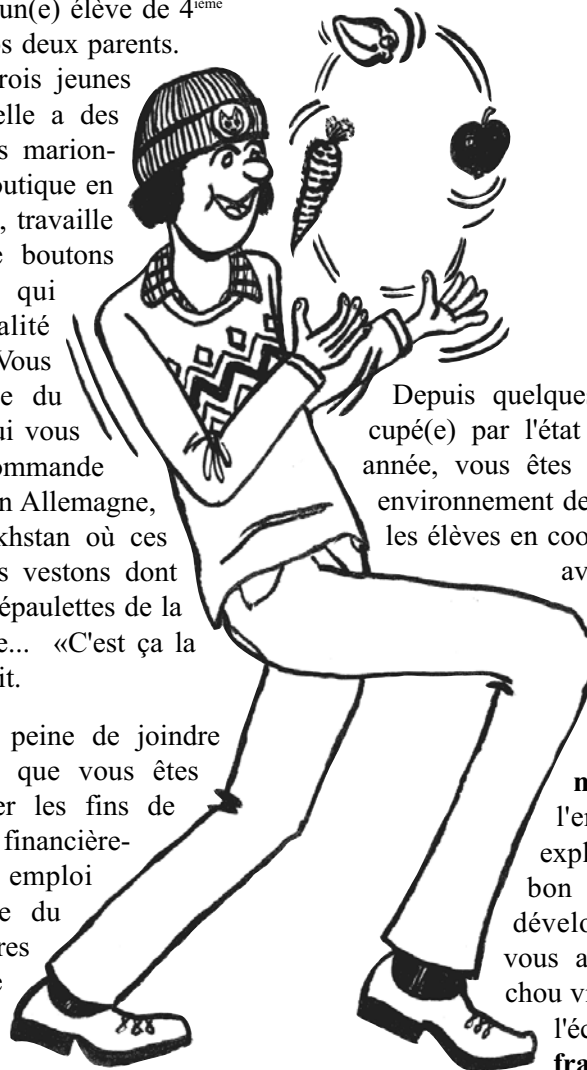 un(e) élève de 4ième
s deux parents.
rois jeunes
elle a des
s marion-
outique en
, travaille
e boutons
qui
alité
Vous
e du
ui vous
ommande
n Allemagne,
khstan où ces
s vestons dont
épaulettes de la
e... «C'est ça la
it.
peine de joindre
que vous êtes
er les fins de
financière-
emploi
e du
res
e
Depuis quelques
cupé(e) par l'état
année, vous êtes
environnement de
les élèves en coo
av
n
l'en
expl
bon
dévelo
vous a
chou vi
l'éc
fra